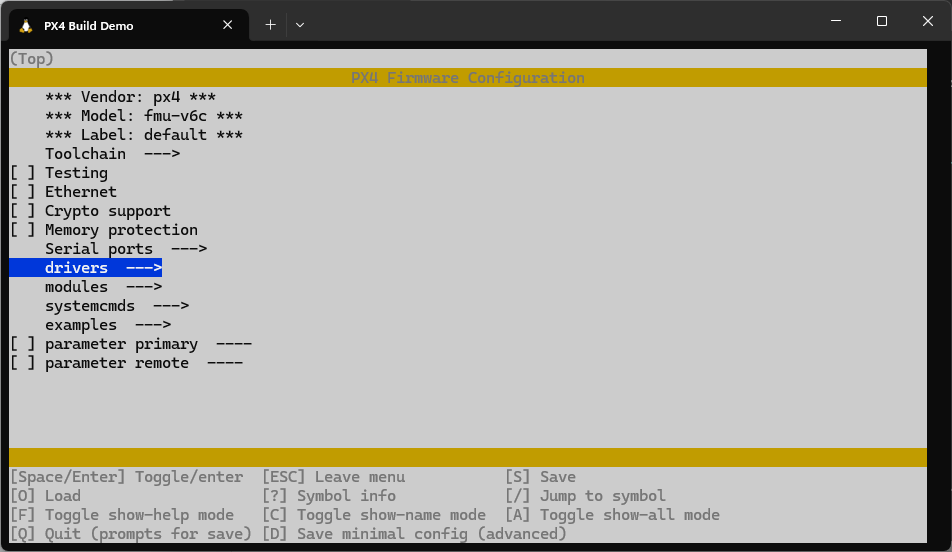 PX4 Build Demo
(Top)
PX4 Firmware Configuration
*** Vendor: px4 ***
*** Model: fmu-v6c ***
*** Label: default ***
Toolchain  --->
[ ] Testing
[ ] Ethernet
[ ] Crypto support
[ ] Memory protection
Serial ports  --->
drivers  --->
modules  --->
systemcmds  --->
examples  --->
[ ] parameter primary  ----
[ ] parameter remote  ----
[Space/Enter] Toggle/enter  [ESC] Leave menu           [S] Save
[O] Load                    [?] Symbol info            [/] Jump to symbol
[F] Toggle show-help mode   [C] Toggle show-name mode  [A] Toggle show-all mode
[Q] Quit (prompts for save) [D] Save minimal config (advanced)